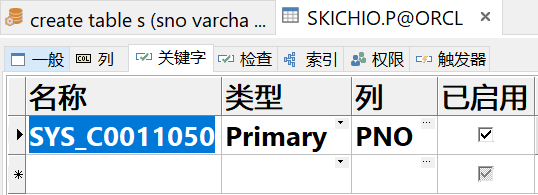 create table s (sno varcha ... SKICHIO.P@ORCL
一般 COL 列 关键字 检查 索引 权限 触发器
名称 类型 列 已启用
SYS_C0011050 Primary PNO